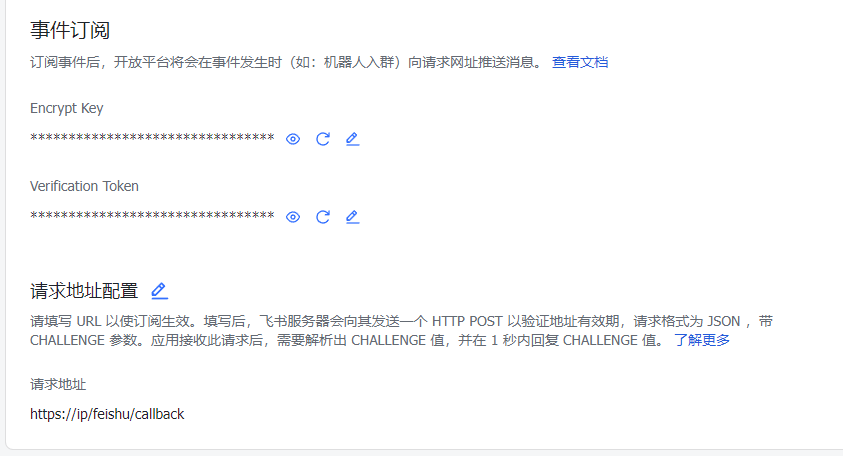 事件订阅
订阅事件后，开放平台将会在事件发生时（如：机器人入群）向请求网址推送消息。 查看文档
Encrypt Key
********************************
Verification Token
********************************
请求地址配置
请填写 URL 以使订阅生效。填写后，飞书服务器会向其发送一个 HTTP POST 以验证地址有效期，请求格式为 JSON ，带
CHALLENGE 参数。应用接收此请求后，需要解析出 CHALLENGE 值，并在 1 秒内回复 CHALLENGE 值。 了解更多
请求地址
https://ip/feishu/callback